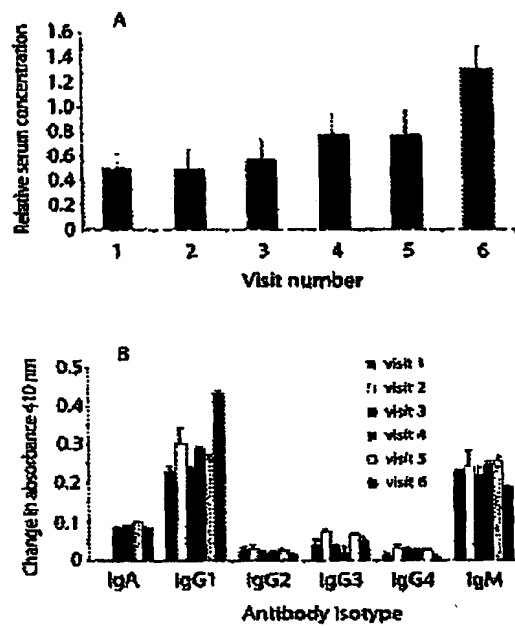 A
Relative serum concentration
1.6
1.4
1.2
1.0
0.8
0.6
0.4
0.2
0
1 2 3 4 5 6
Visit number
B
Change in absorbance 410 nm
0.5
0.4
0.3
0.2
0.1
0
visit 1
visit 2
visit 3
visit 4
visit 5
visit 6
IgA IgG1 IgG2 IgG3 IgG4 IgM
Antibody Isotype